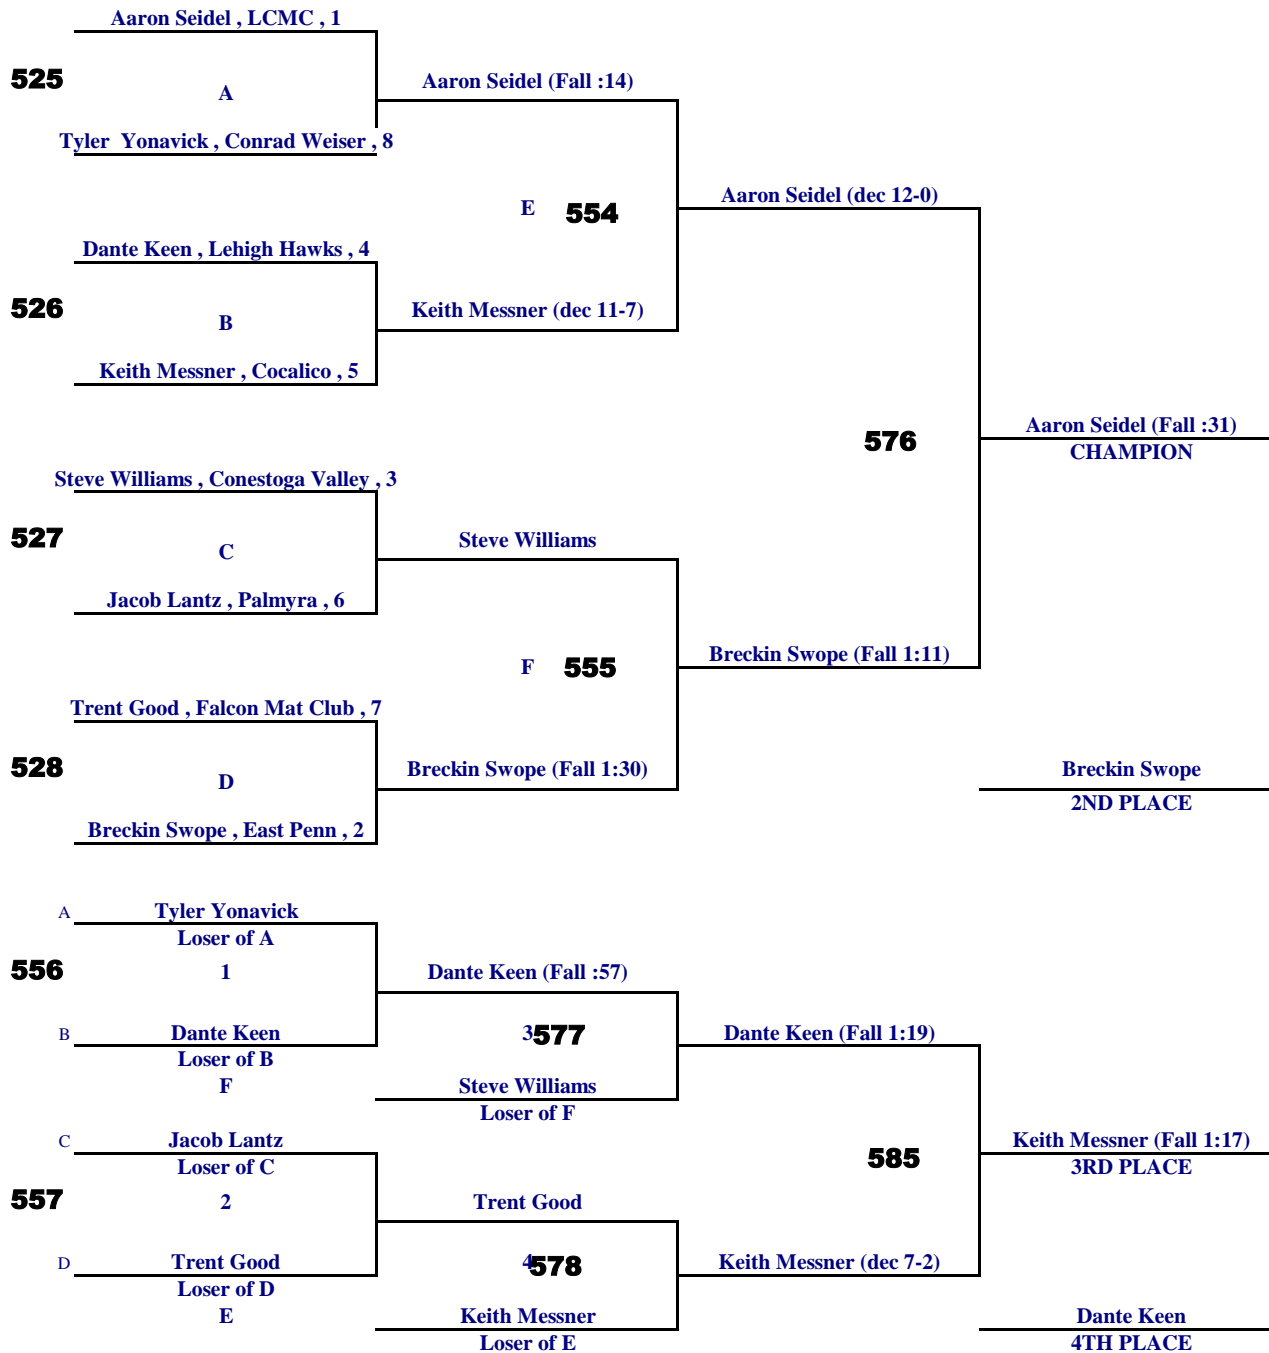 Aaron Seidel , LCMC , 1
525
A
Aaron Seidel (Fall :14)
Tyler  Yonavick , Conrad Weiser , 8
E 554
Aaron Seidel (dec 12-0)
Dante Keen , Lehigh Hawks , 4
526
B
Keith Messner (dec 11-7)
Keith Messner , Cocalico , 5
576
Aaron Seidel (Fall :31)
CHAMPION
Steve Williams , Conestoga Valley , 3
527
C
Steve Williams
Jacob Lantz , Palmyra , 6
F 555
Breckin Swope (Fall 1:11)
Trent Good , Falcon Mat Club , 7
528
D
Breckin Swope (Fall 1:30)
Breckin Swope
2ND PLACE
Breckin Swope , East Penn , 2
A Tyler Yonavick
Loser of A
556
1
Dante Keen (Fall :57)
B Dante Keen
Loser of B
3 577
Dante Keen (Fall 1:19)
F
Steve Williams
Loser of F
C Jacob Lantz
Loser of C
585
Keith Messner (Fall 1:17)
3RD PLACE
557
2
Trent Good
D Trent Good
Loser of D
4 578
Keith Messner (dec 7-2)
E
Keith Messner
Loser of E
Dante Keen
4TH PLACE